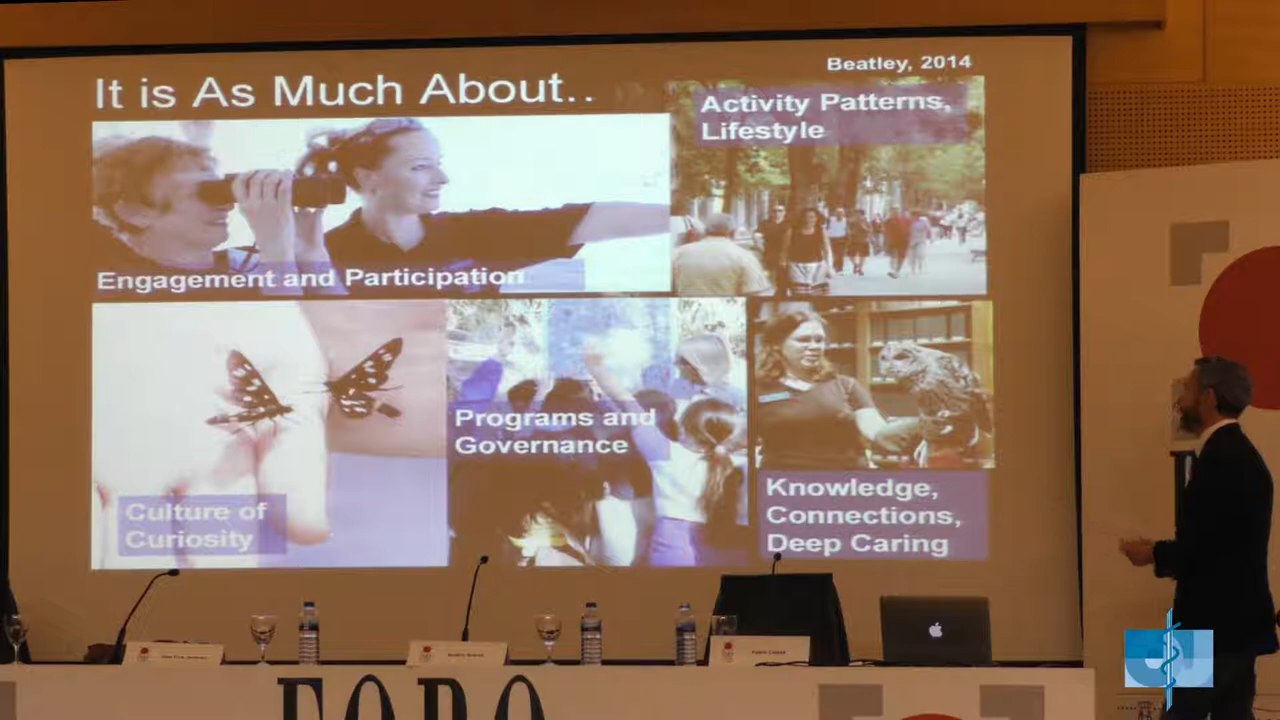 It is As Much About..
Beatley, 2014
Activity Patterns,
Lifestyle
Engagement and Participation
Programs and
Governance
Culture of
Curiosity
Knowledge,
Connections,
Deep Caring
FORO